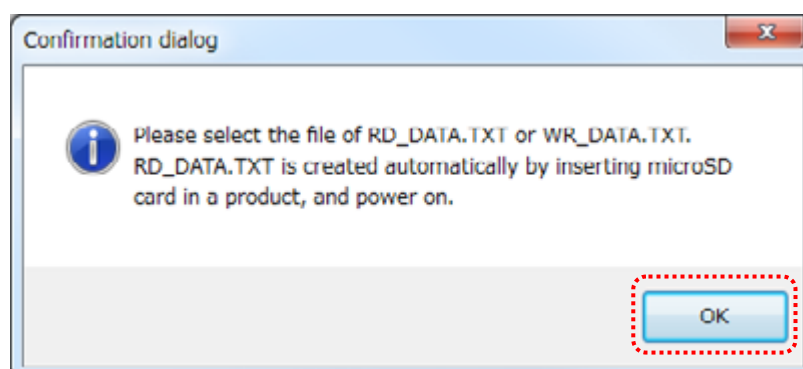 Confirmation dialog
Please select the file of RD_DATA.TXT or WR_DATA.TXT.
RD_DATA.TXT is created automatically by inserting microSD
card in a product, and power on.
OK